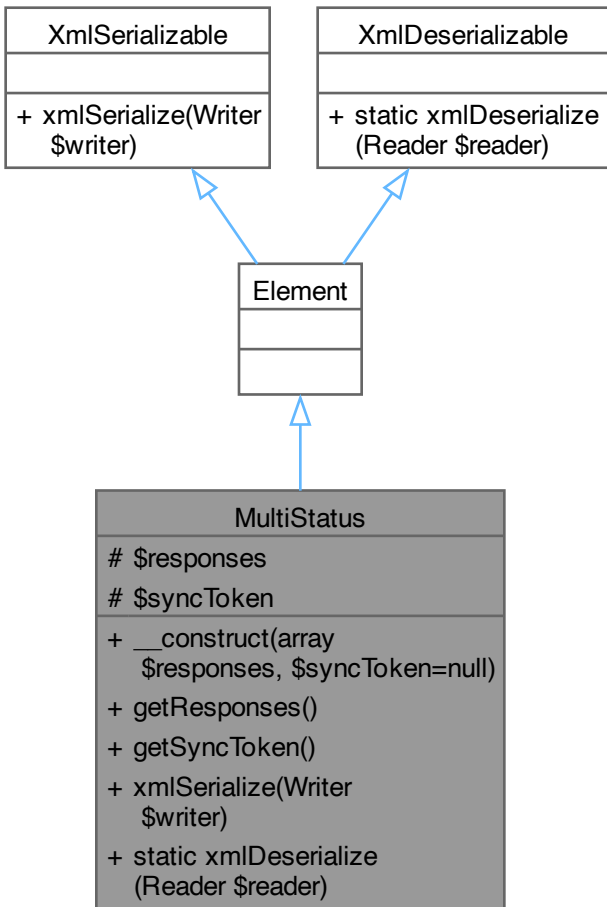 XmlSerializable
+ xmlSerialize(Writer
$writer)
XmlDeserializable
+ static xmlDeserialize
(Reader $reader)
Element
MultiStatus
# $responses
# $syncToken
+ __construct(array
$responses, $syncToken=null)
+ getResponses()
+ getSyncToken()
+ xmlSerialize(Writer
$writer)
+ static xmlDeserialize
(Reader $reader)